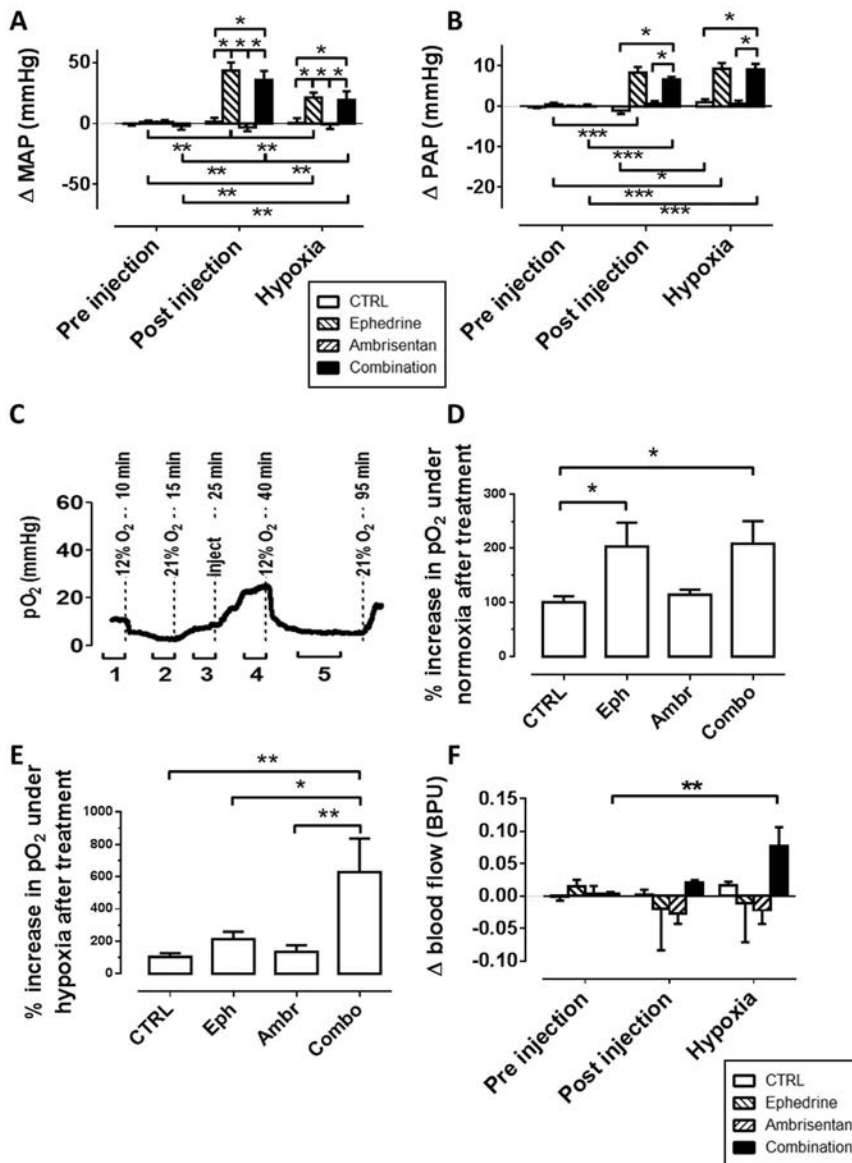 A
Δ MAP (mmHg)
50
0
-50
*
* * *
*
* * *
**
**
**
**
**
**
Pre injection
Post injection
Hypoxia
B
Δ PAP (mmHg)
10
0
-10
-20
*
*
*
*
***
***
*
***
***
Pre injection
Post injection
Hypoxia
CTRL
Ephedrine
Ambrisentan
Combination
C
pO2 (mmHg)
60
40
20
0
12% O2 -- 10 min
21% O2 -- 15 min
Inject -- 25 min
12% O2 -- 40 min
21% O2 -- 95 min
1 2 3 4 5
D
% increase in pO2 under
normoxia after treatment
300
200
100
0
*
*
CTRL
Eph
Ambr
Combo
E
% increase in pO2 under
hypoxia after treatment
1000
800
600
400
200
0
**
*
**
CTRL
Eph
Ambr
Combo
F
Δ blood flow (BPU)
0.15
0.10
0.05
0.00
-0.05
-0.10
**
Pre injection
Post injection
Hypoxia
CTRL
Ephedrine
Ambrisentan
Combination